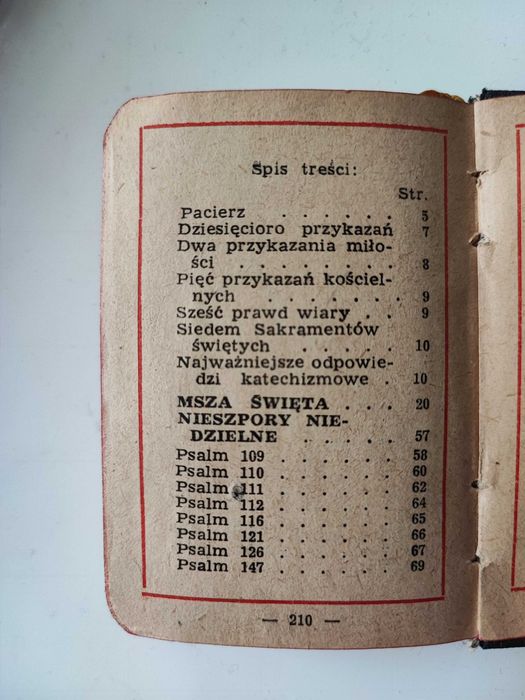 Spis treści:
Str.
Pacierz . . . . . . 5
Dziesięcioro przykazań 7
Dwa przykazania miło-
ści . . . . . . . . 8
Pięć przykazań kościel-
nych . . . . . . . 9
Sześć prawd wiary . . 9
Siedem Sakramentów
świętych . . . . . 10
Najważniejsze odpowie-
dzi katechizmowe . 10
MSZA ŚWIĘTA . . . 20
NIESZPORY NIE-
DZIELNE . . . . . 57
Psalm 109 . . . . . 58
Psalm 110 . . . . . 60
Psalm 111 . . . . . 62
Psalm 112 . . . . . 64
Psalm 116 . . . . . 65
Psalm 121 . . . . . 66
Psalm 126 . . . . . 67
Psalm 147 . . . . . 69
— 210 —